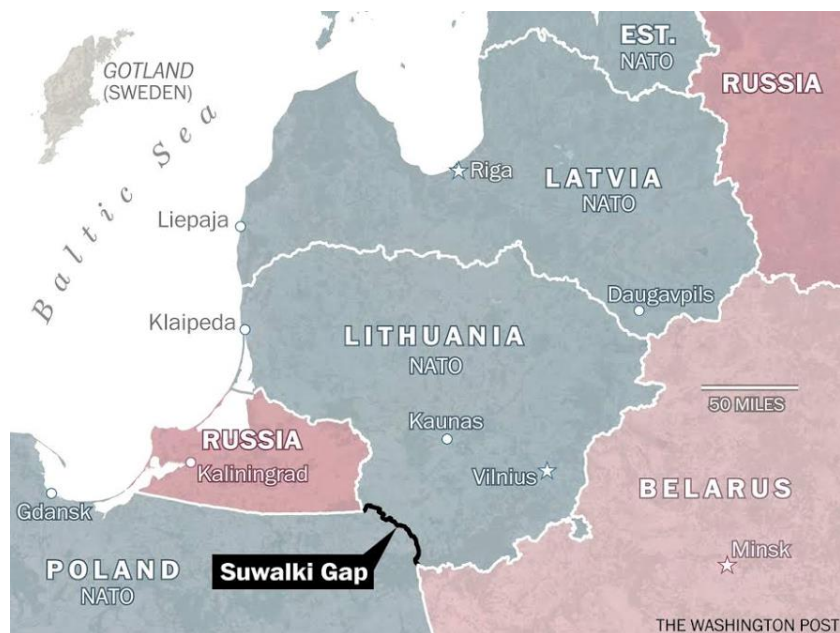 GOTLAND
(SWEDEN)
EST.
NATO
RUSSIA
Baltic Sea
Riga
LATVIA
NATO
Liepaja
Daugavpils
Klaipeda
LITHUANIA
NATO
50 MILES
Kaunas
RUSSIA
Kaliningrad
Vilnius
BELARUS
Gdansk
Minsk
POLAND
NATO
Suwalki Gap
THE WASHINGTON POST